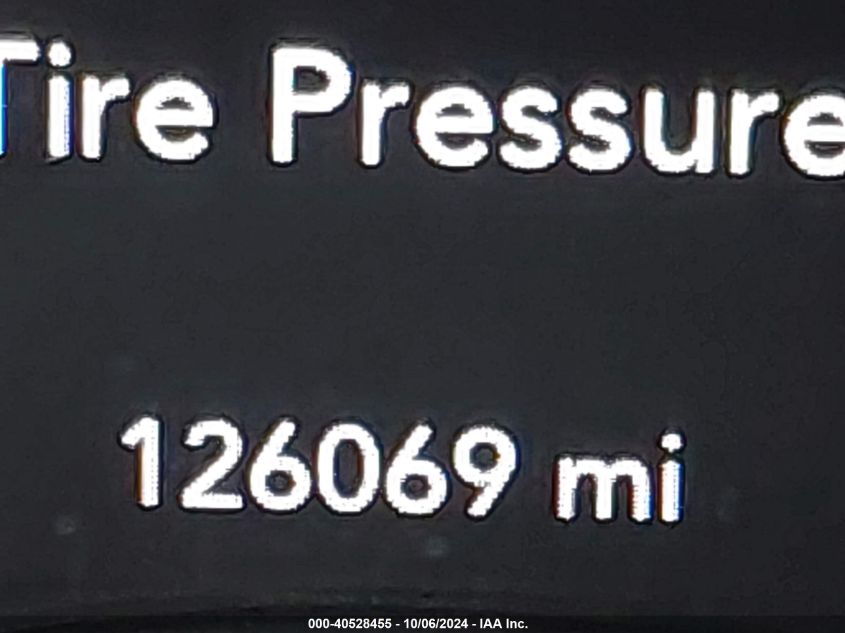 Tire Pressure
126069 mi
000-40528455 - 10/06/2024 - IAA Inc.